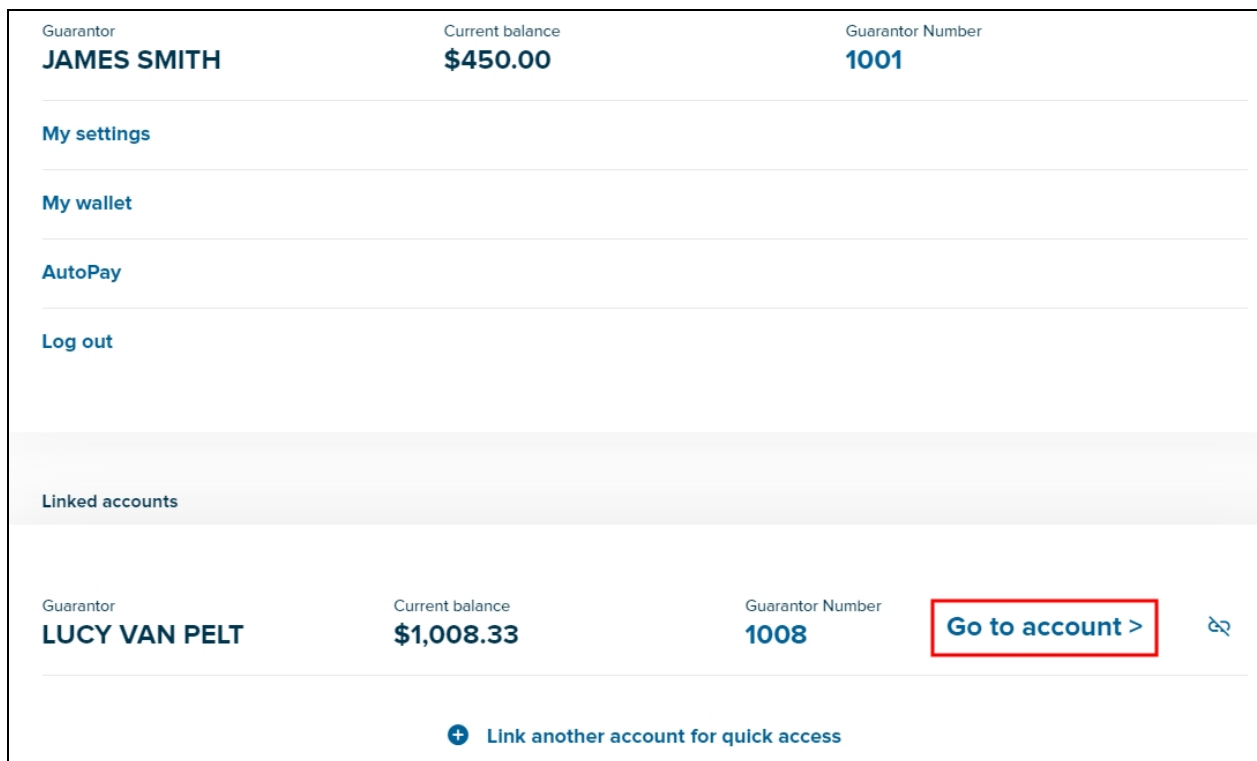 Guarantor Current balance Guarantor Number
JAMES SMITH $450.00 1001
My settings
My wallet
AutoPay
Log out
Linked accounts
Guarantor Current balance Guarantor Number
LUCY VAN PELT $1,008.33 1008 Go to account >
Link another account for quick access